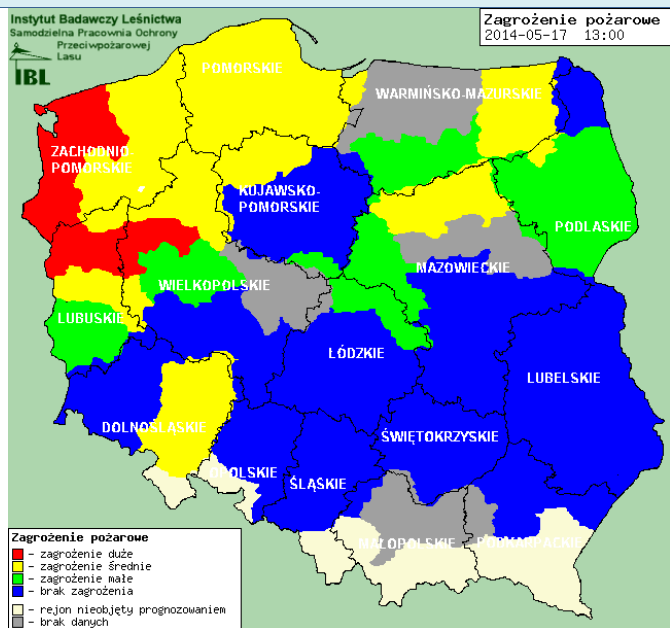 Instytut Badawczy Leśnictwa
Samodzielna Pracownia Ochrony
Przeciwpożarowej
Lasu
IBL
Zagrożenie pożarowe
2014-05-17 13:00
POMORSKIE
WARMIŃSKO-MAZURSKIE
ZACHODNIO-
POMORSKIE
KUJAWSKO-
POMORSKIE
PODLASKIE
MAZOWIECKIE
WIELKOPOLSKIE
LUBUSKIE
ŁÓDZKIE
LUBELSKIE
DOLNOŚLĄSKIE
ŚWIĘTOKRZYSKIE
OPOLSKIE
ŚLĄSKIE
MAŁOPOLSKIE
PODKARPACKIE
Zagrożenie pożarowe
- zagrożenie duże
- zagrożenie średnie
- zagrożenie małe
- brak zagrożenia
- rejon nieobjęty prognozowaniem
- brak danych